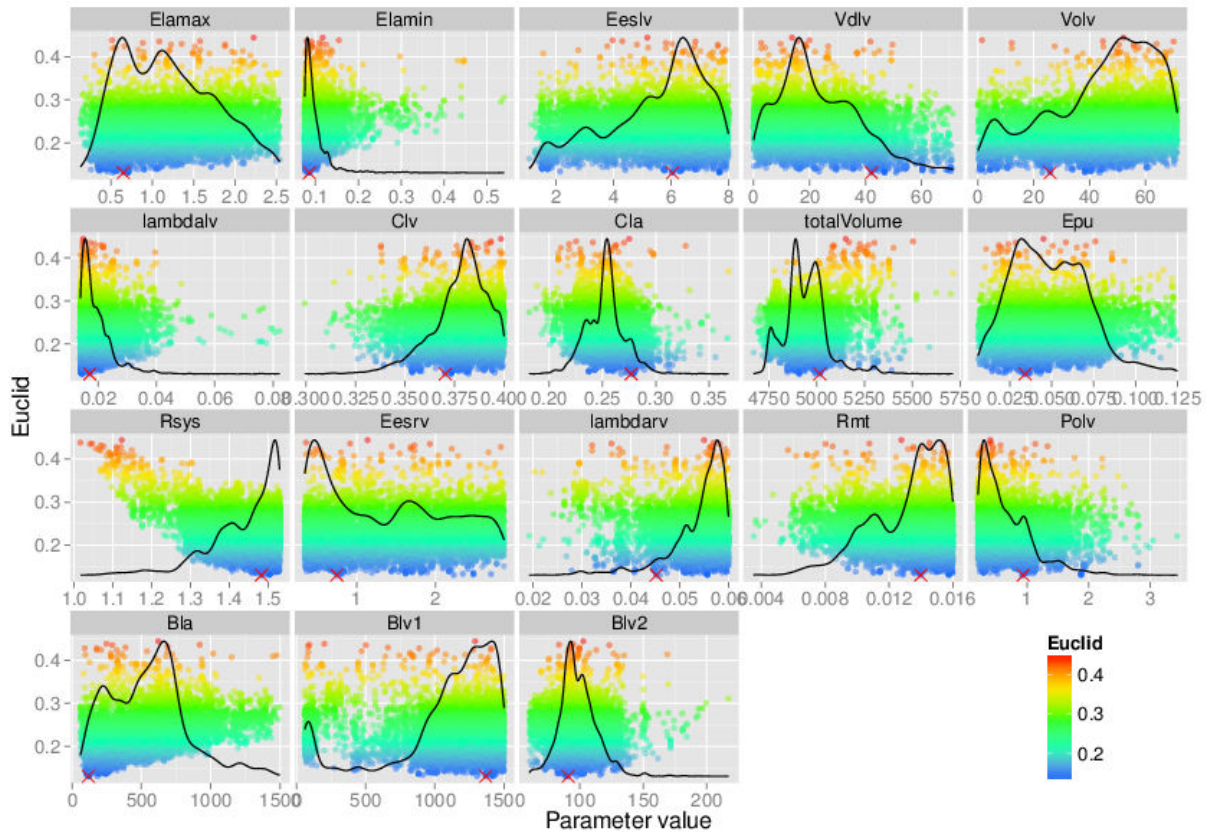 Elamax Elamin Eeslv Vdlv Volv
0.4
0.3
0.2
0.5 1.0 1.5 2.0 2.5 0.1 0.2 0.3 0.4 0.5 2 4 6 8 0 20 40 60 0 20 40 60
lambdalv Clv Cla totalVolume Epu
0.4
0.3
0.2
0.02 0.04 0.06 0.08 0.30 0.350 0.375 0.400 0.20 0.25 0.30 0.35 4750 5000 5250 5500 5750 0.025 0.050 0.075 0.100 0.125
Rsys Eesrv lambdarv Rmt Polv
0.4
0.3
0.2
1.0 1.1 1.2 1.3 1.4 1.5 1 2 0.02 0.03 0.04 0.05 0.06 0.004 0.008 0.012 0.016 1 2 3
Bla Blv1 Blv2
0.4
0.3
0.2
0 500 1000 1500 0 500 1000 1500 100 150 200
Euclid
Parameter value
Euclid
0.4
0.3
0.2